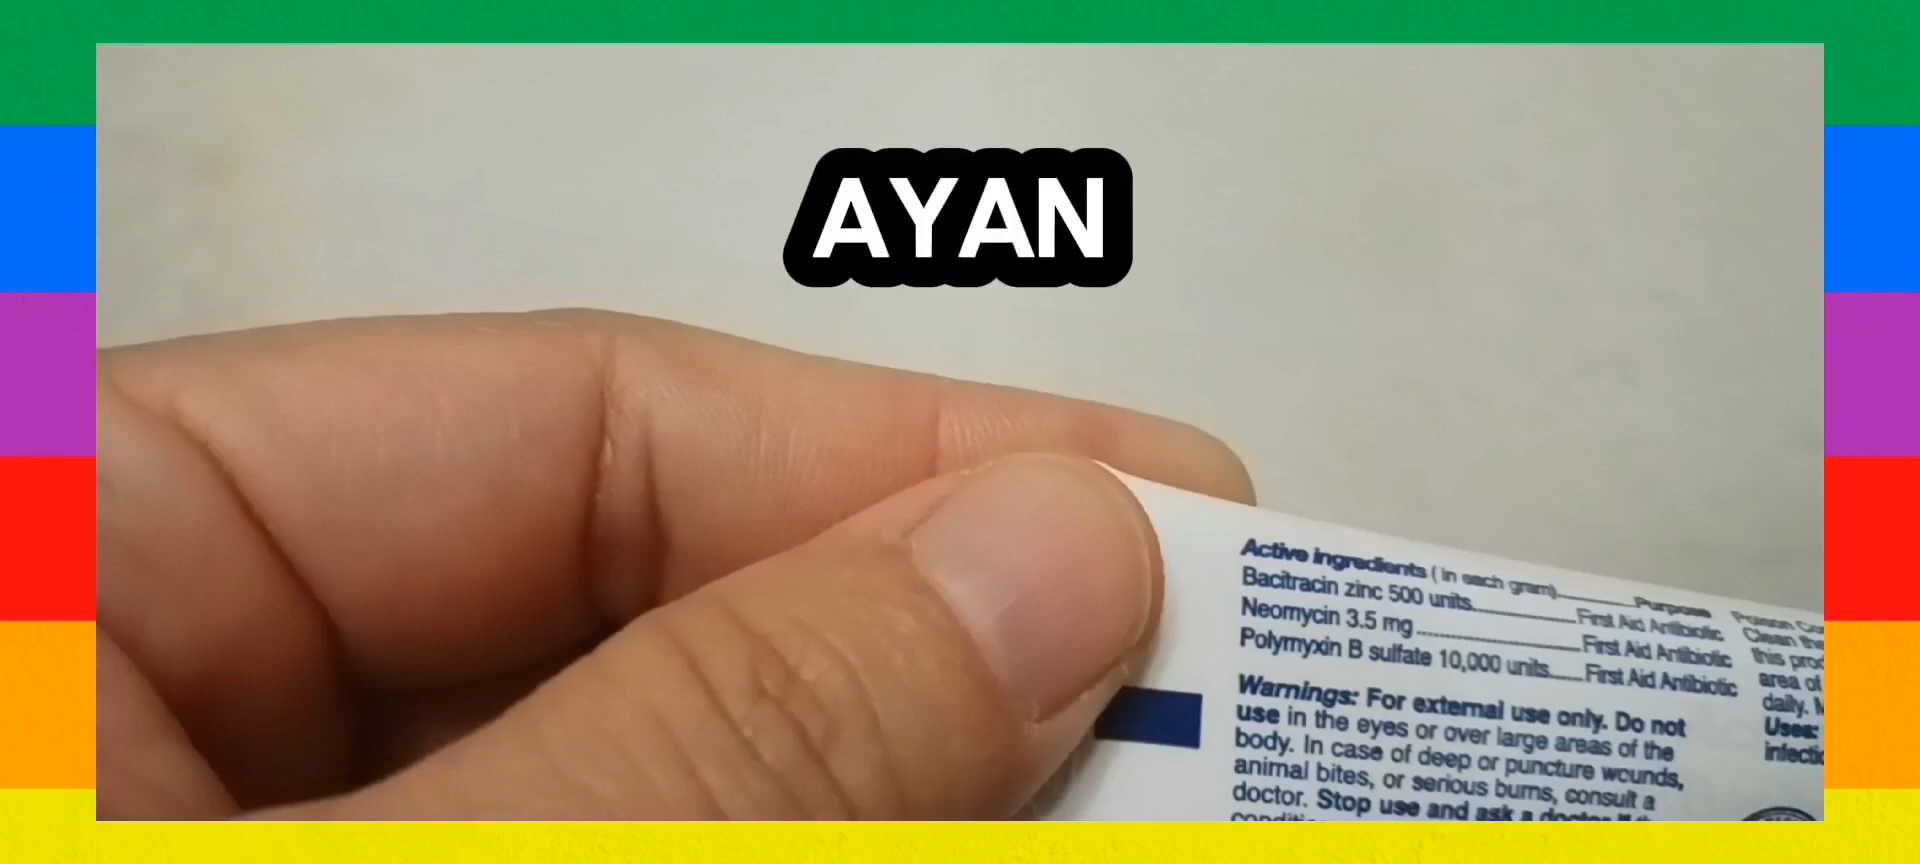 AYAN
Active ingredients (in each gram)..........Purpose
Bacitracin zinc 500 units..........First Aid Antibiotic
Neomycin 3.5 mg..........First Aid Antibiotic
Polymyxin B sulfate 10,000 units......First Aid Antibiotic
Warnings: For external use only. Do not
use in the eyes or over large areas of the
body. In case of deep or puncture wounds,
animal bites, or serious burns, consult a
doctor. Stop use and ask a doctor if
Poison
Clean
this
area of
daily.
Uses: